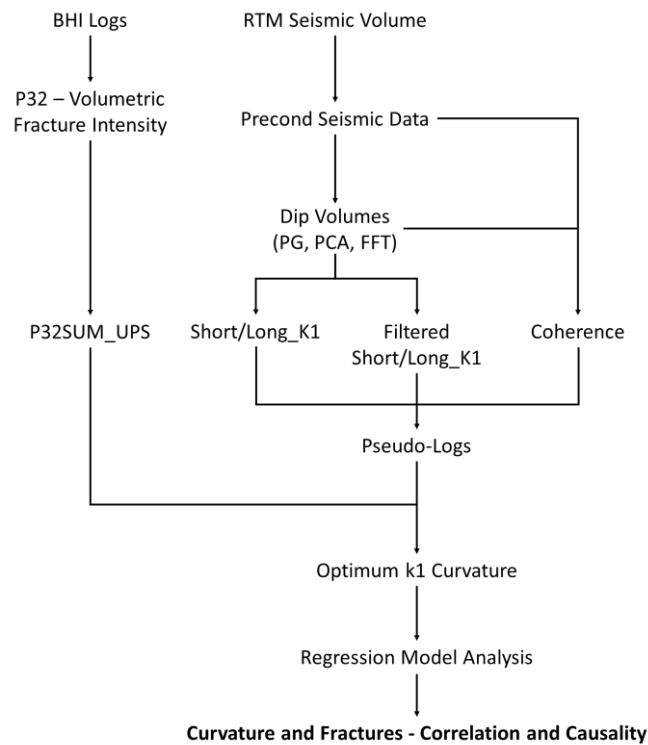 BHI Logs
RTM Seismic Volume
P32 – Volumetric
Fracture Intensity
Precond Seismic Data
Dip Volumes
(PG, PCA, FFT)
P32SUM_UPS
Short/Long_K1
Filtered
Short/Long_K1
Coherence
Pseudo-Logs
Optimum k1 Curvature
Regression Model Analysis
Curvature and Fractures - Correlation and Causality